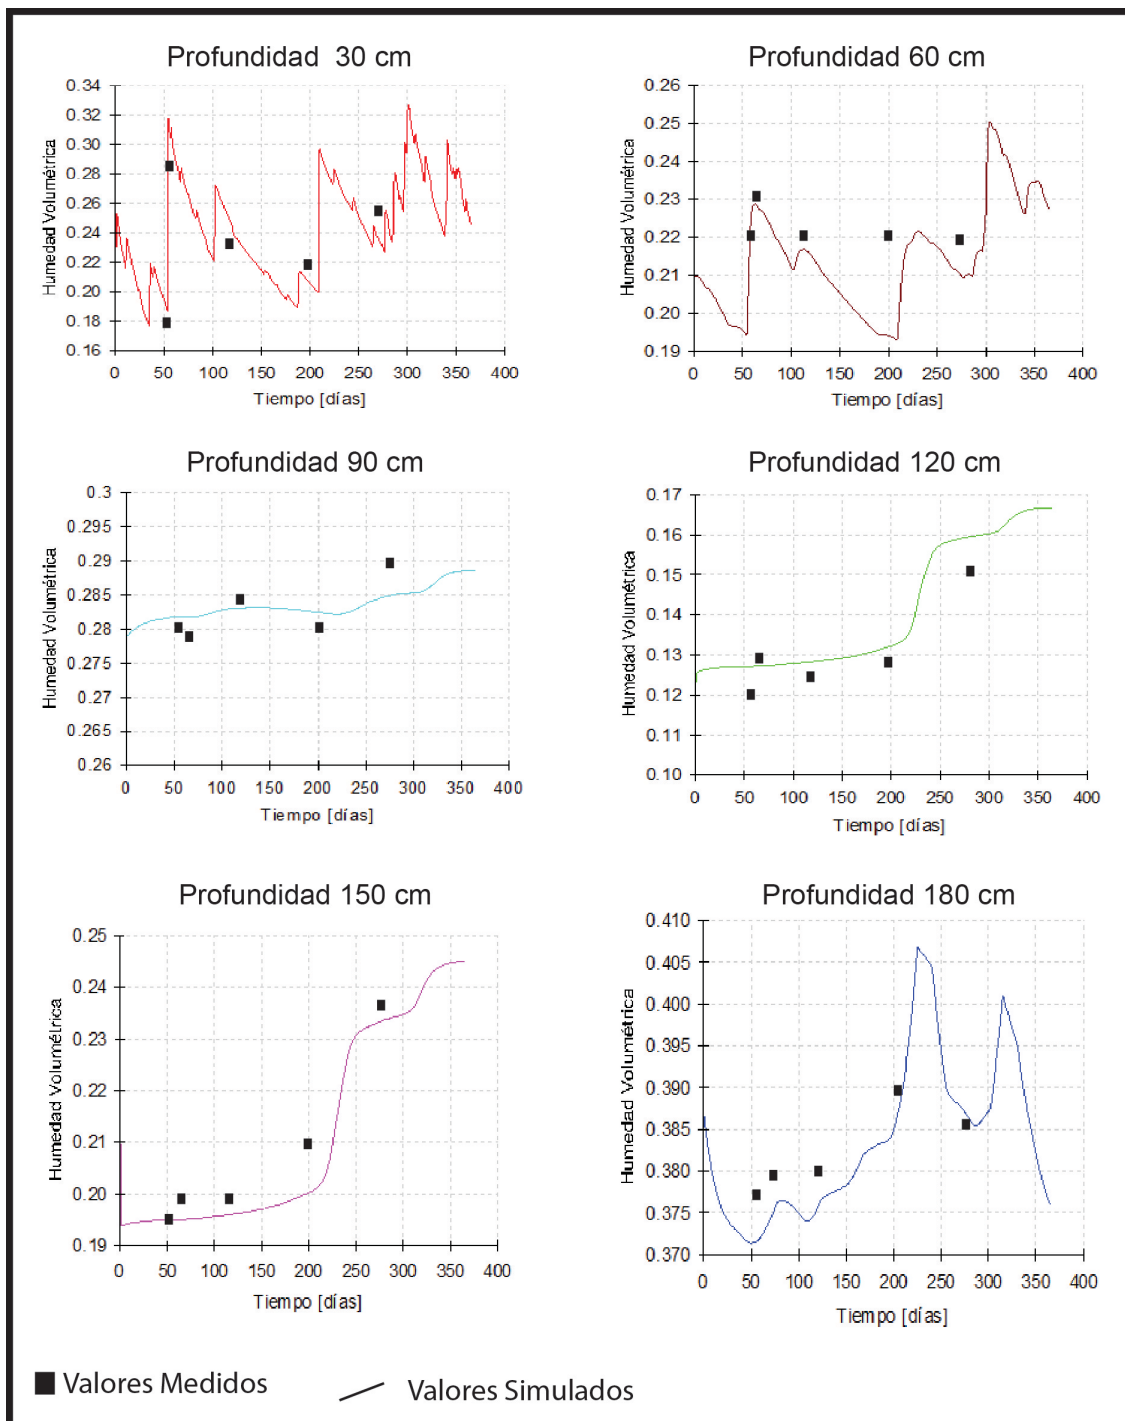 Profundidad 30 cm
Humedad Volumétrica
0.34
0.32
0.30
0.28
0.26
0.24
0.22
0.20
0.18
0.16
0 50 100 150 200 250 300 350 400
Tiempo [días]
Profundidad 60 cm
Humedad Volumétrica
0.26
0.25
0.24
0.23
0.22
0.21
0.20
0.19
0 50 100 150 200 250 300 350 400
Tiempo [días]
Profundidad 90 cm
Humedad Volumétrica
0.3
0.295
0.29
0.285
0.28
0.275
0.27
0.265
0.26
0 50 100 150 200 250 300 350 400
Tiempo [días]
Profundidad 120 cm
Humedad Volumétrica
0.17
0.16
0.15
0.14
0.13
0.12
0.11
0.10
0 50 100 150 200 250 300 350 400
Tiempo [días]
Profundidad 150 cm
Humedad Volumétrica
0.25
0.24
0.23
0.22
0.21
0.20
0.19
0 50 100 150 200 250 300 350 400
Tiempo [días]
Profundidad 180 cm
Humedad Volumétrica
0.410
0.405
0.400
0.395
0.390
0.385
0.380
0.375
0.370
0 50 100 150 200 250 300 350 400
Tiempo [días]
Valores Medidos
Valores Simulados